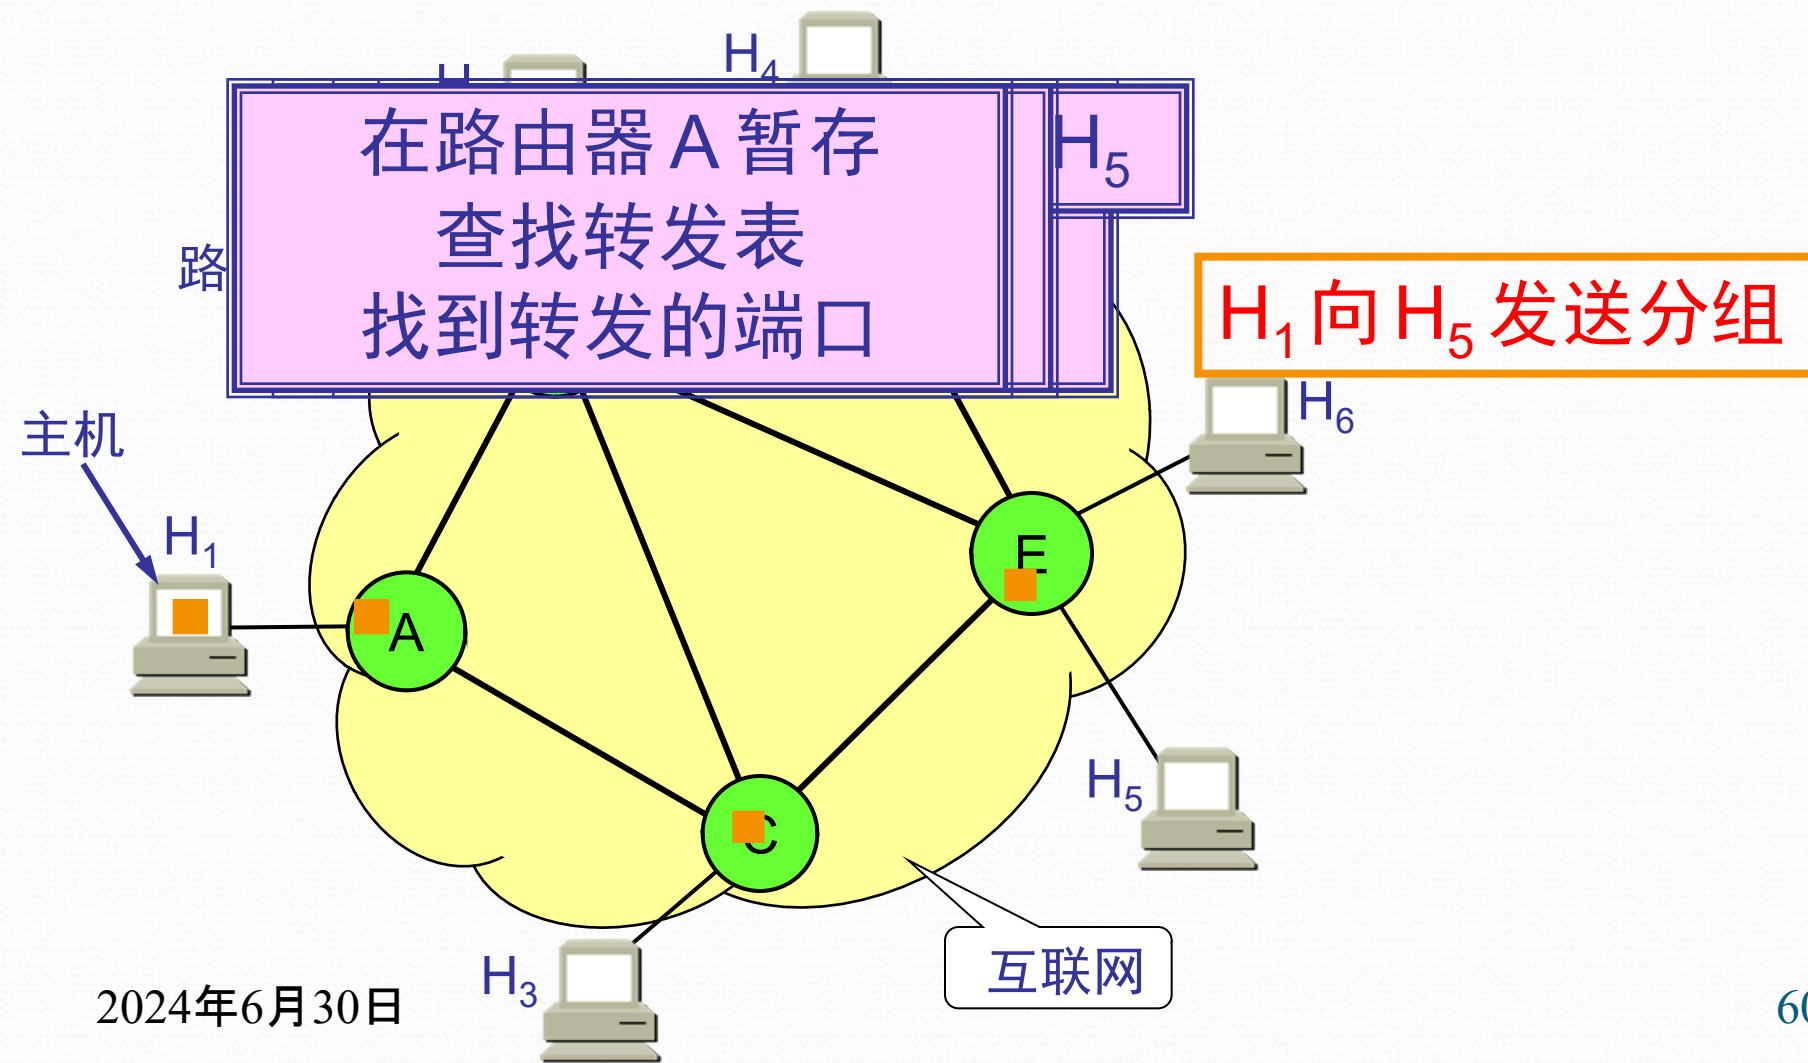 H₄
H
在路由器 A 暂存
H₅
查找转发表
路
找到转发的端口
H₁ 向 H₅ 发送分组
主机
H₆
H₁
E
A
H₅
C
互联网
H₃
2024年6月30日
60